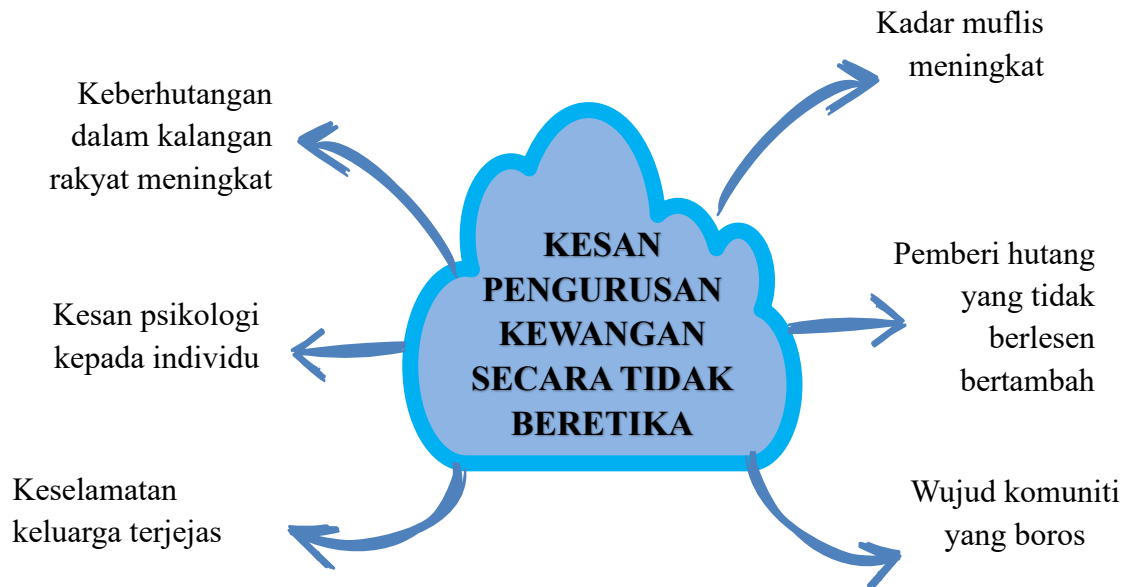 KESAN
PENGURUSAN
KEWANGAN
SECARA TIDAK
BERETIKA
Kadar muflis
meningkat
Pemberi hutang
yang tidak
berlesen
bertambah
Wujud komuniti
yang boros
Keberhutangan
dalam kalangan
rakyat meningkat
Kesan psikologi
kepada individu
Keselamatan
keluarga terjejas